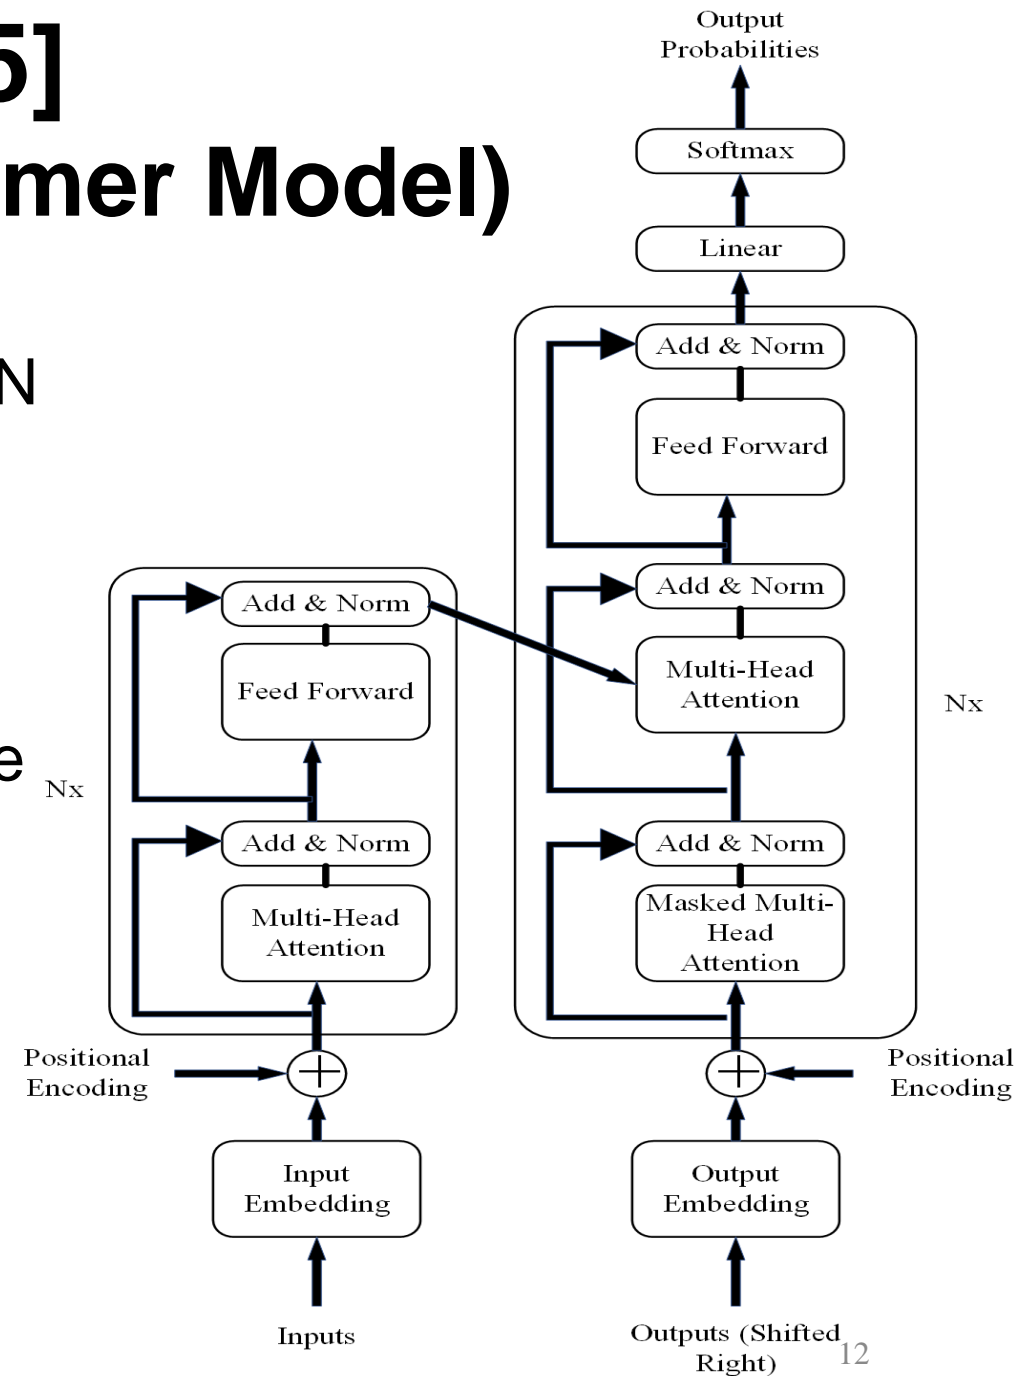 5]
mer Model)
N
e
Output
Probabilities
Softmax
Linear
Add & Norm
Feed Forward
Add & Norm
Multi-Head
Attention
Nx
Add & Norm
Masked Multi-
Head
Attention
Positional
Encoding
Output
Embedding
Outputs (Shifted
Right)
Add & Norm
Feed Forward
Nx
Add & Norm
Multi-Head
Attention
Positional
Encoding
Input
Embedding
Inputs
12